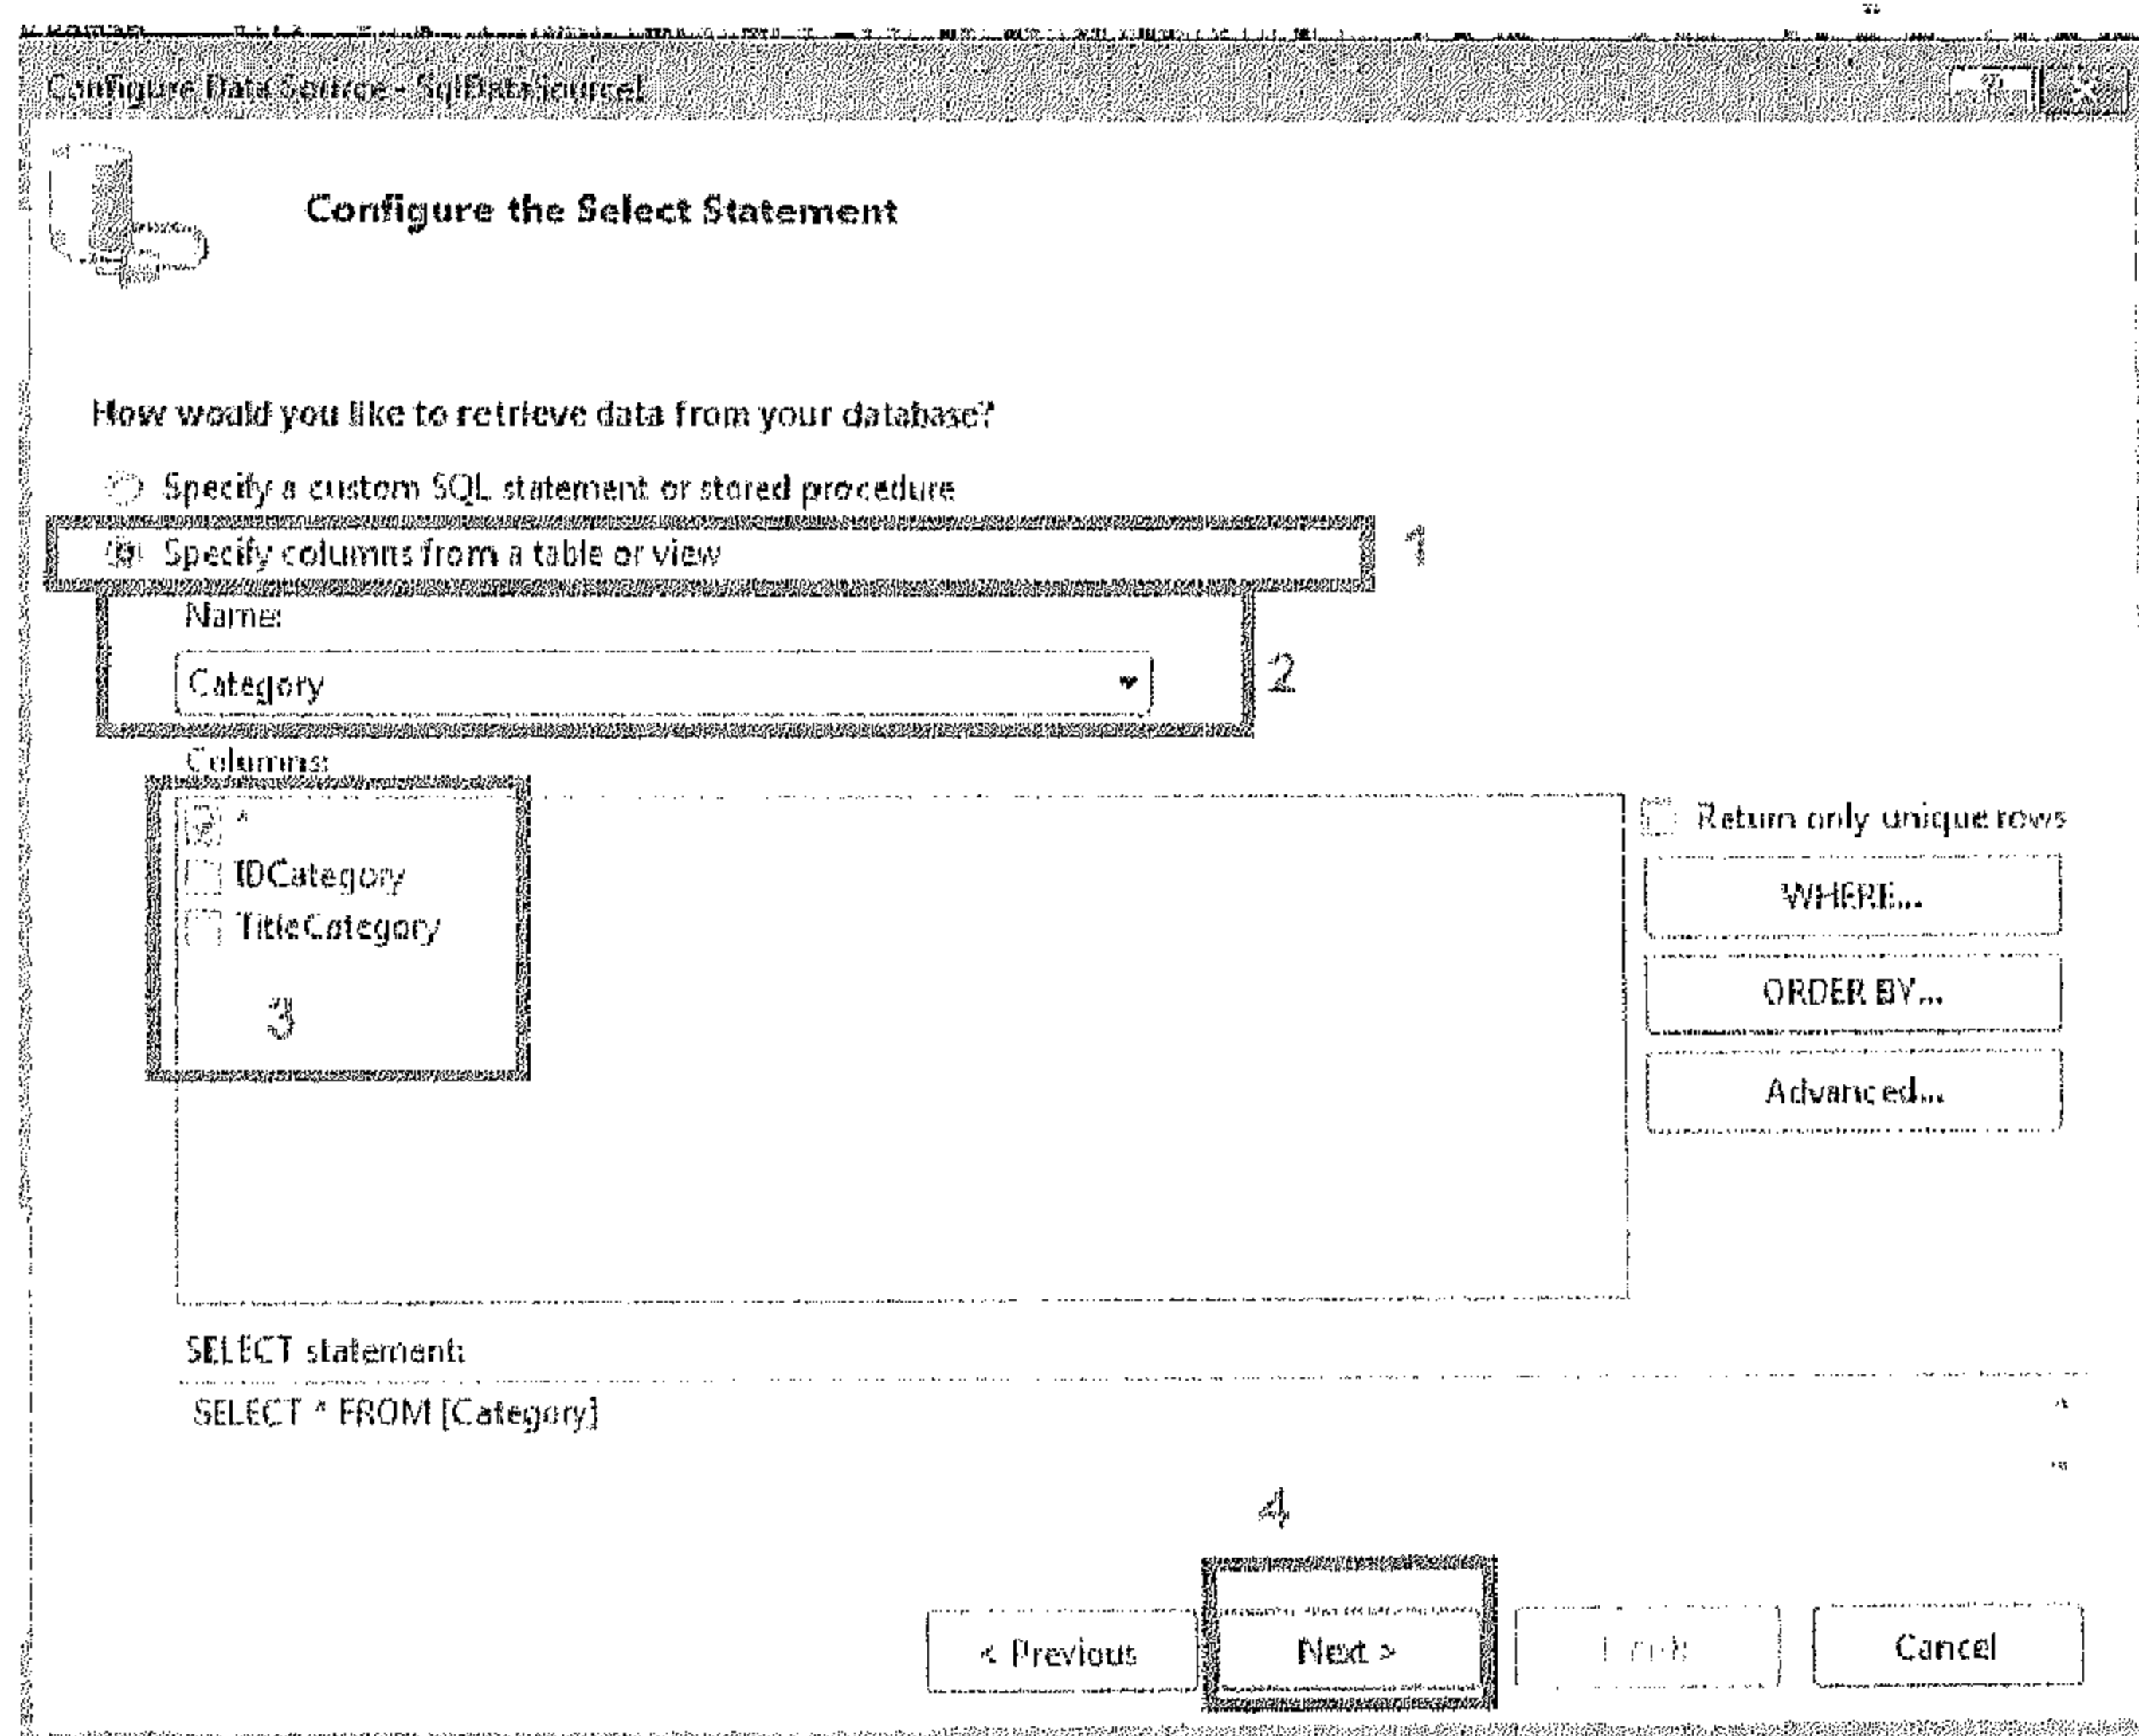 Configure Data Source - SqlDataSource1
Configure the Select Statement
How would you like to retrieve data from your database?
Specify a custom SQL statement or stored procedure
Specify columns from a table or view
1
Name:
Category
2
Columns:
*
IDCategory
TitleCategory
3
Return only unique rows
WHERE...
ORDER BY...
Advanced...
SELECT statement:
SELECT * FROM [Category]
4
< Previous
Next >
Finish
Cancel